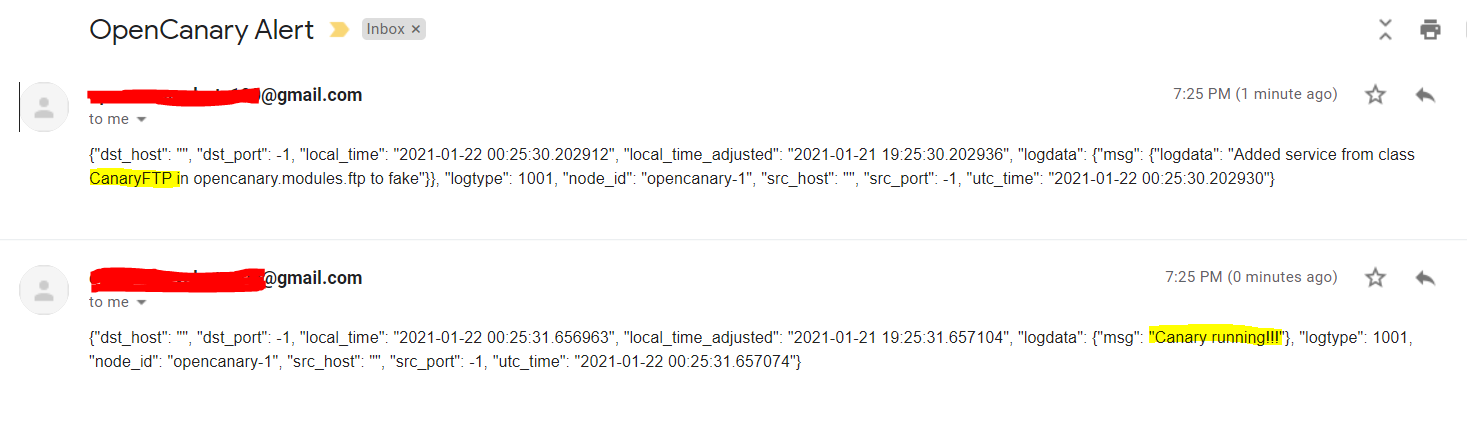 OpenCanary Alert Inbox ×
@gmail.com 7:25 PM (1 minute ago)
to me
{"dst_host": "", "dst_port": -1, "local_time": "2021-01-22 00:25:30.202912", "local_time_adjusted": "2021-01-21 19:25:30.202936", "logdata": {"msg": {"logdata": "Added service from class
CanaryFTP in opencanary.modules.ftp to fake"}}, "logtype": 1001, "node_id": "opencanary-1", "src_host": "", "src_port": -1, "utc_time": "2021-01-22 00:25:30.202930"}
@gmail.com 7:25 PM (0 minutes ago)
to me
{"dst_host": "", "dst_port": -1, "local_time": "2021-01-22 00:25:31.656963", "local_time_adjusted": "2021-01-21 19:25:31.657104", "logdata": {"msg": "Canary running!!!"}, "logtype": 1001,
"node_id": "opencanary-1", "src_host": "", "src_port": -1, "utc_time": "2021-01-22 00:25:31.657074"}